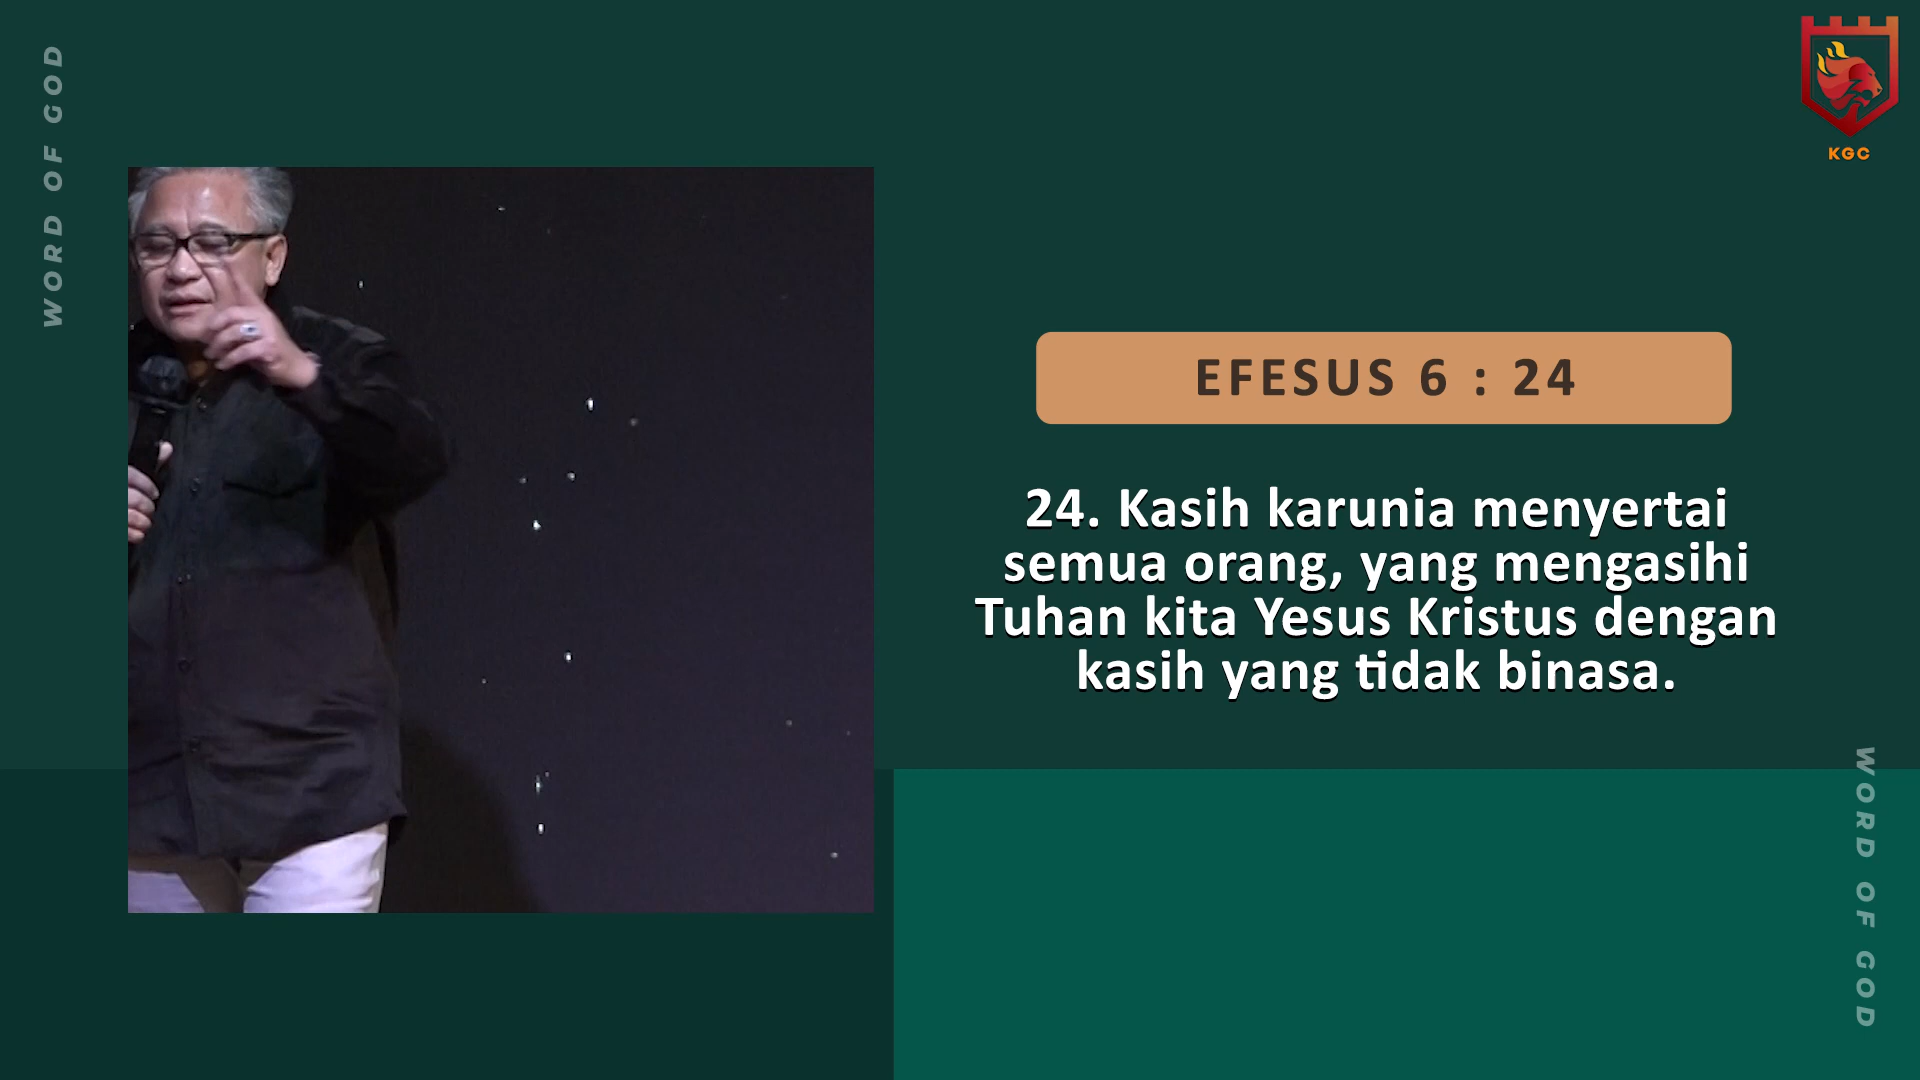 WORD OF GOD
KGC
EFESUS 6 : 24
24. Kasih karunia menyertai
semua orang, yang mengasihi
Tuhan kita Yesus Kristus dengan
kasih yang tidak binasa.
WORD OF GOD